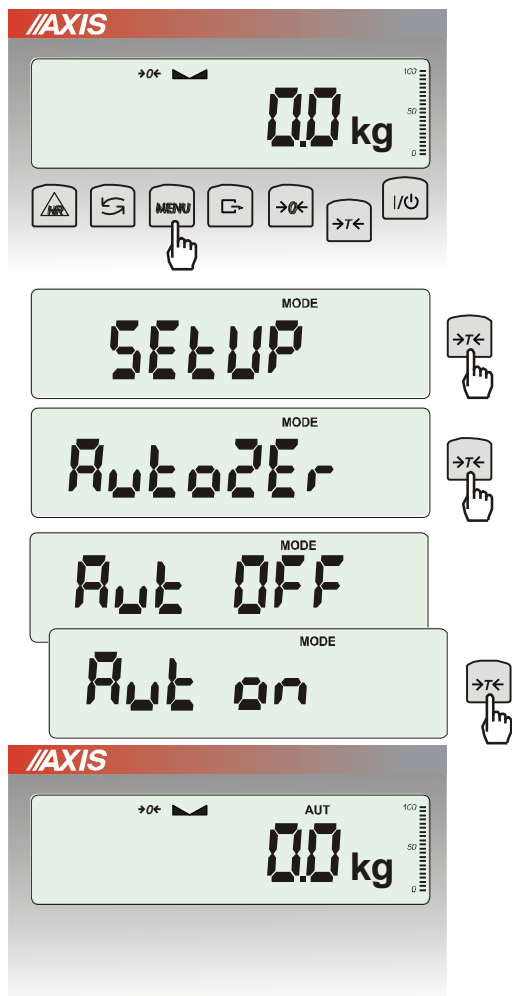 //AXIS
→0← 100
0.0 kg 50
0
HR MENU →0← →T← I/⏻
MODE
SEtUP →T←
MODE
AutoZEr →T←
MODE
Aut OFF
MODE
Aut on →T←
//AXIS
→0← AUT 100
0.0 kg 50
0